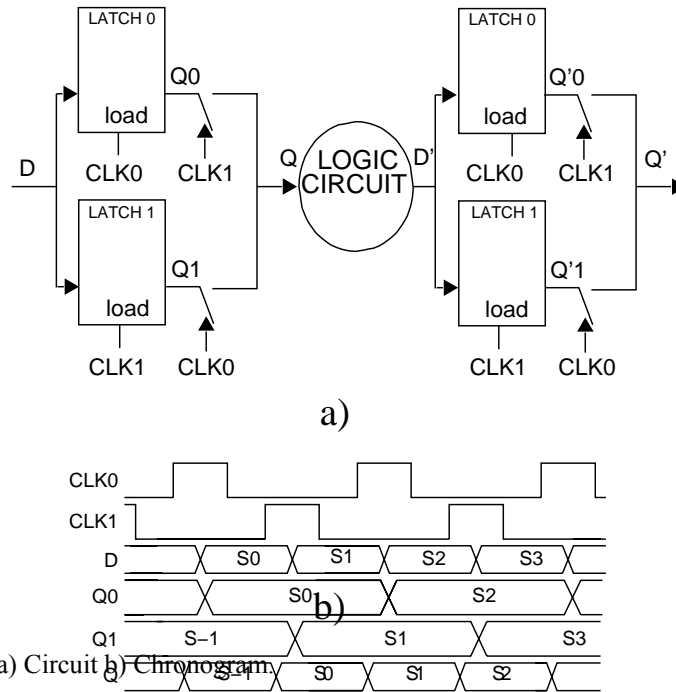 LATCH 0
LATCH 0
Q0
Q'0
load
load
D
CLK0
CLK1
Q
LOGIC
CIRCUIT
D'
CLK0
CLK1
Q'
LATCH 1
LATCH 1
Q1
Q'1
load
load
CLK1
CLK0
CLK1
CLK0
a)
CLK0
CLK1
D
S0
S1
S2
S3
Q0
S0
S2
b)
Q1
S−1
S1
S3
a) Circuit b) Chronogram.
Q
S−1
S0
S1
S2